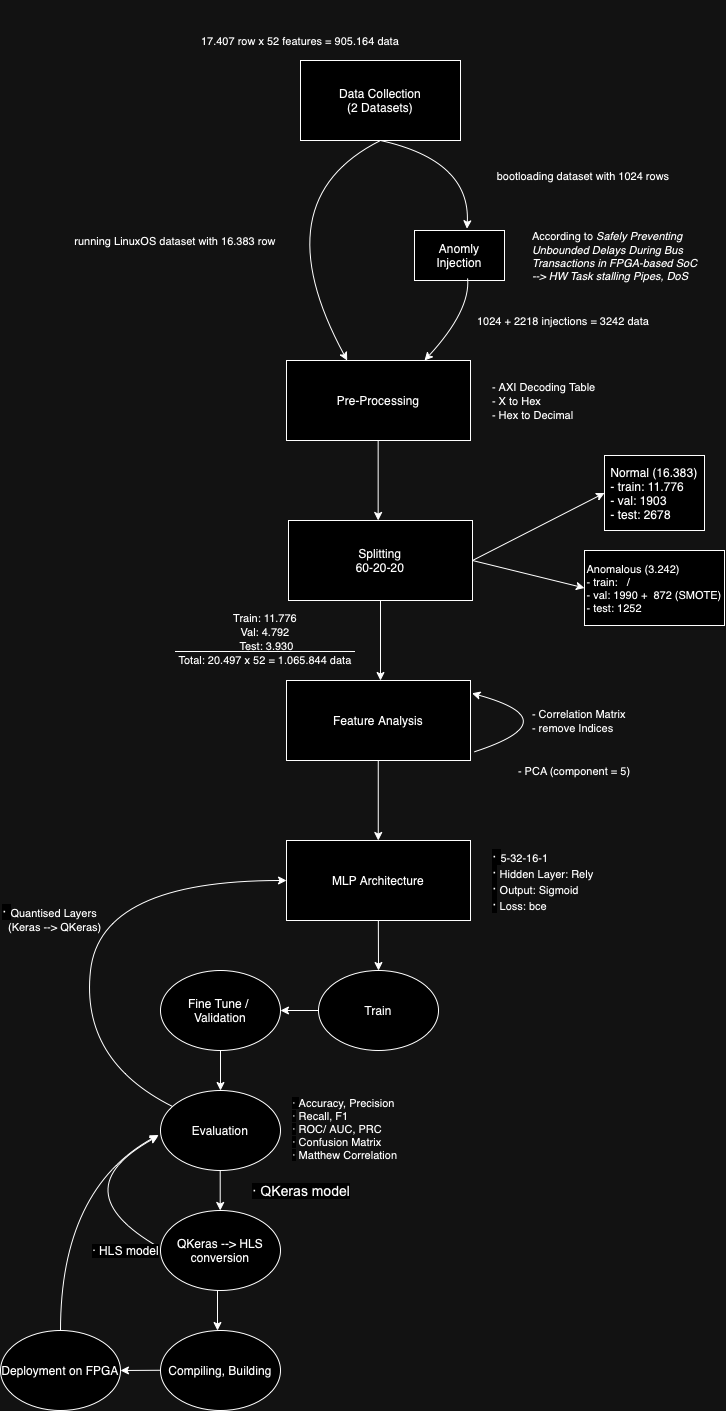 17.407 row x 52 features = 905.164 data
Data Collection
(2 Datasets)
bootloading dataset with 1024 rows
running LinuxOS dataset with 16.383 row
Anomly
Injection
According to Safely Preventing
Unbounded Delays During Bus
Transactions in FPGA-based SoC
--> HW Task stalling Pipes, DoS
1024 + 2218 injections = 3242 data
Pre-Processing
- AXI Decoding Table
- X to Hex
- Hex to Decimal
Normal (16.383)
- train: 11.776
- val: 1903
- test: 2678
Splitting
60-20-20
Anomalous (3.242)
- train: /
- val: 1990 + 872 (SMOTE)
- test: 1252
Train: 11.776
Val: 4.792
Test: 3.930
Total: 20.497 x 52 = 1.065.844 data
Feature Analysis
- Correlation Matrix
- remove Indices
- PCA (component = 5)
MLP Architecture
· 5-32-16-1
· Hidden Layer: Rely
· Output: Sigmoid
· Loss: bce
· Quantised Layers
(Keras --> QKeras)
Fine Tune /
Validation
Train
Evaluation
· Accuracy, Precision
· Recall, F1
· ROC/ AUC, PRC
· Confusion Matrix
· Matthew Correlation
· QKeras model
· HLS model
QKeras --> HLS
conversion
Deployment on FPGA
Compiling, Building